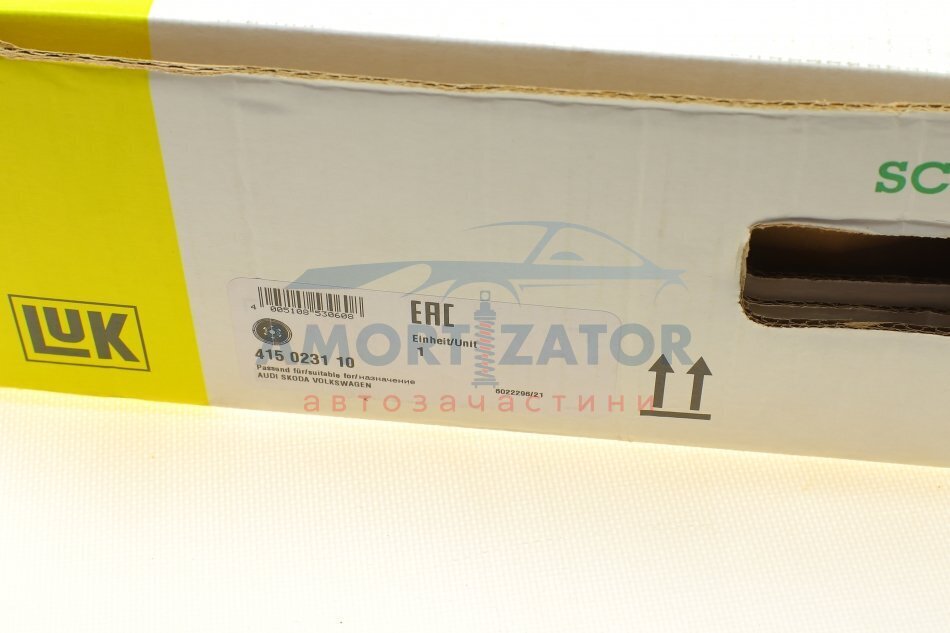 SC
LUK
4 005108 530608
EAC
Einheit/Unit
1
415 0231 10
Passend für/suitable for/назначение
AUDI SKODA VOLKSWAGEN
6022296/21
AMORTIZATOR
автозапчастини